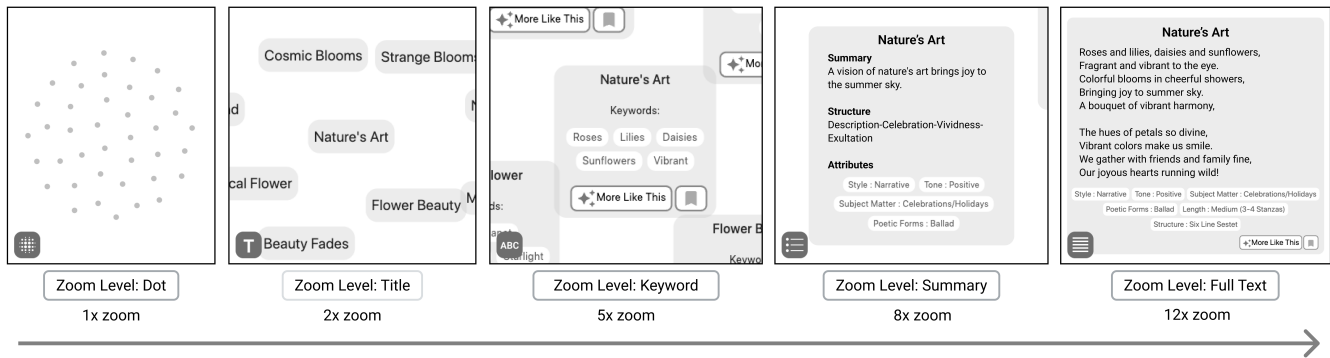 Cosmic Blooms
Strange Blooms
Nature's Art
cal Flower
Flower Beauty
Beauty Fades
T
More Like This
Nature's Art
Keywords:
Roses Lilies Daisies
Sunflowers Vibrant
More Like This
lower
ds:
Flower B
Keywo
ABC
Nature's Art
Summary
A vision of nature's art brings joy to
the summer sky.
Structure
Description-Celebration-Vividness-
Exultation
Attributes
Style : Narrative Tone : Positive
Subject Matter : Celebrations/Holidays
Poetic Forms : Ballad
Nature's Art
Roses and lilies, daisies and sunflowers,
Fragrant and vibrant to the eye.
Colorful blooms in cheerful showers,
Bringing joy to summer sky.
A bouquet of vibrant harmony,
The hues of petals so divine,
Vibrant colors make us smile.
We gather with friends and family fine,
Our joyous hearts running wild!
Style : Narrative Tone : Positive Subject Matter : Celebrations/Holidays
Poetic Forms : Ballad Length : Medium (3-4 Stanzas)
Structure : Six Line Sestet
More Like This
Zoom Level: Dot
Zoom Level: Title
Zoom Level: Keyword
Zoom Level: Summary
Zoom Level: Full Text
1x zoom
2x zoom
5x zoom
8x zoom
12x zoom